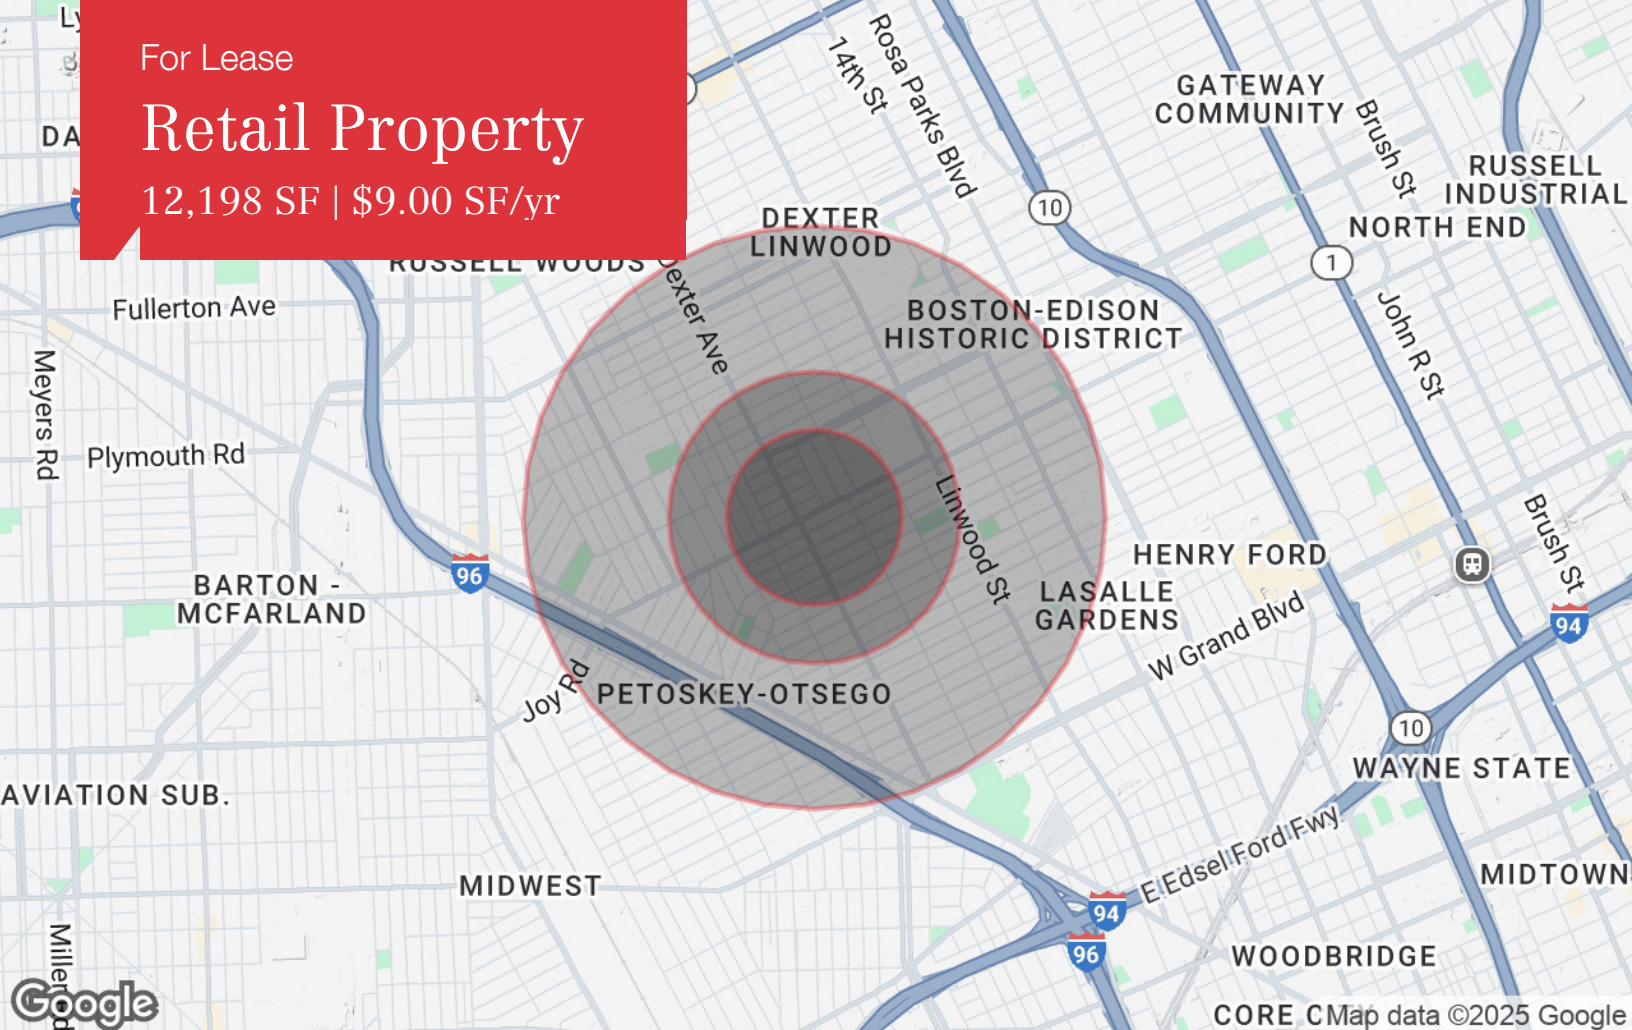 For Lease
Retail Property
12,198 SF | $9.00 SF/yr
Rosa Parks Blvd
14th St
GATEWAY
COMMUNITY
Brush St
RUSSELL
INDUSTRIAL
NORTH END
10
1
DEXTER
LINWOOD
RUSSELL WOODS
Dexter Ave
BOSTON-EDISON
HISTORIC DISTRICT
John R St
Fullerton Ave
Meyers Rd
Plymouth Rd
Linwood St
96
BARTON -
MCFARLAND
HENRY FORD
LASALLE
GARDENS
W Grand Blvd
Brush St
94
Joy Rd
PETOSKEY-OTSEGO
10
WAYNE STATE
AVIATION SUB.
E Edsel Ford Fwy
MIDWEST
MIDTOWN
94
96
WOODBRIDGE
Google
CORE
Map data ©2025 Google